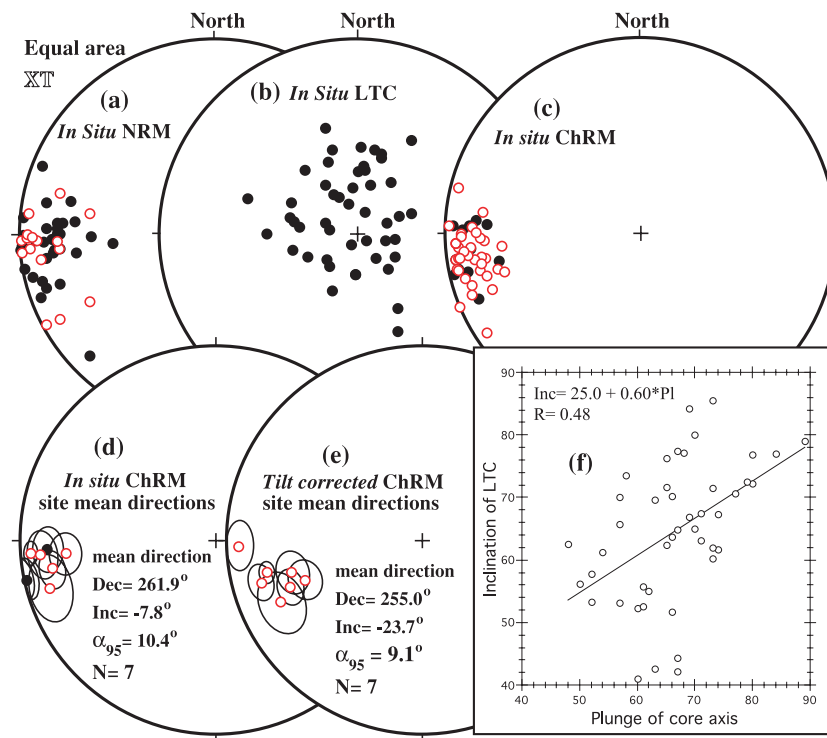 North
North
North
Equal area
XT
(a)
In Situ NRM
(b)
In Situ LTC
(c)
In situ ChRM
(d)
In situ ChRM
site mean directions
mean direction
Dec= 261.9°
Inc= -7.8°
α95= 10.4°
N= 7
(e)
Tilt corrected ChRM
site mean directions
mean direction
Dec= 255.0°
Inc= -23.7°
α95= 9.1°
N= 7
Inc= 25.0 + 0.60*Pl
R= 0.48
(f)
Inclination of LTC
90
80
70
60
50
40
40 50 60 70 80 90
Plunge of core axis